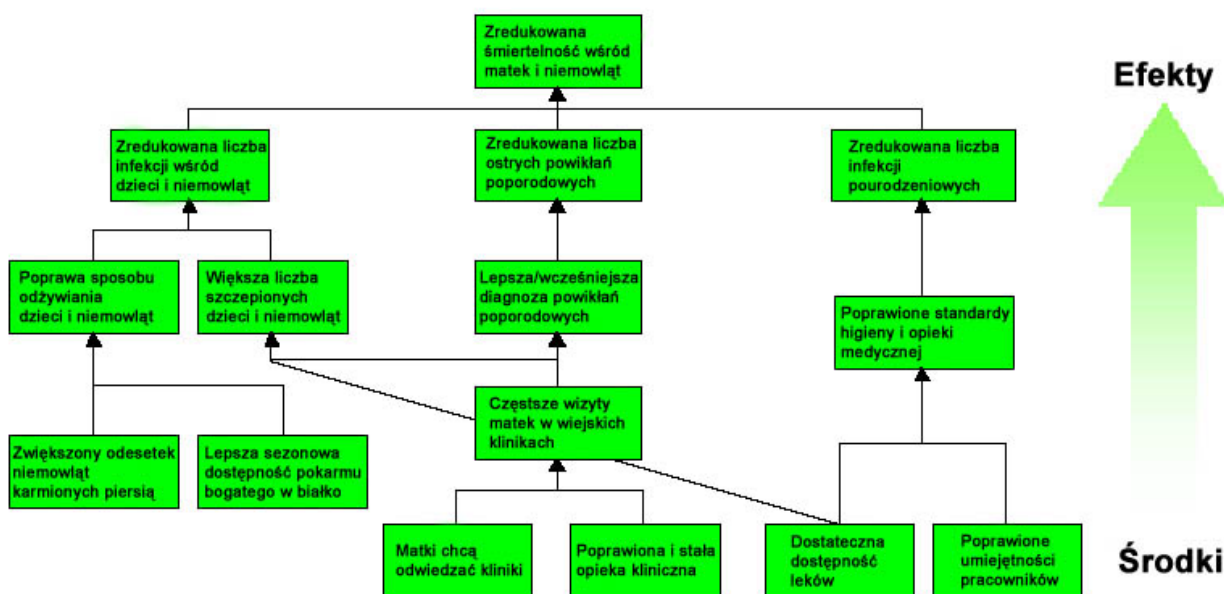 Zredukowana
śmiertelność wśród
matek i niemowląt
Efekty
Zredukowana liczba
infekcji wśród
dzieci i niemowląt
Zredukowana liczba
ostrych powikłań
poporodowych
Zredukowana liczba
infekcji
pourodzeniowych
Poprawa sposobu
odżywiania
dzieci i niemowląt
Większa liczba
szczepionych
dzieci i niemowląt
Lepsza/wcześniejsza
diagnoza powikłań
poporodowych
Poprawione standardy
higieny i opieki
medycznej
Częstsze wizyty
matek w wiejskich
klinikach
Zwiększony odesetek
niemowląt
karmionych piersią
Lepsza sezonowa
dostępność pokarmu
bogatego w białko
Matki chcą
odwiedzać kliniki
Poprawiona i stała
opieka kliniczna
Dostateczna
dostępność
leków
Poprawione
umiejętności
pracowników
Środki